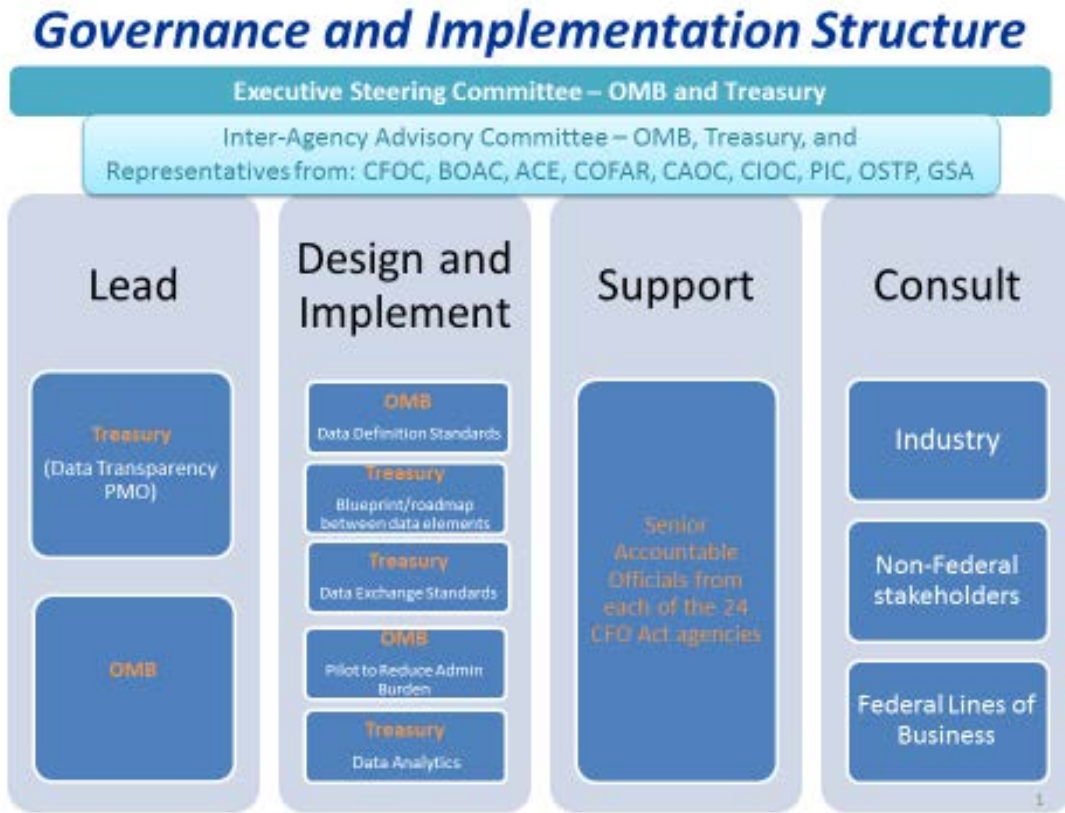 Governance and Implementation Structure
Executive Steering Committee – OMB and Treasury
Inter-Agency Advisory Committee – OMB, Treasury, and
Representatives from: CFOC, BOAC, ACE, COFAR, CAOC, CIOC, PIC, OSTP, GSA
Lead
Treasury
(Data Transparency
PMO)
OMB
Design and
Implement
OMB
Data Definition Standards
Treasury
Blueprint/roadmap
between data elements
Treasury
Data Exchange Standards
OMB
Pilot to Reduce Admin
Burden
Treasury
Data Analytics
Support
Senior
Accountable
Officials from
each of the 24
CFO Act agencies
Consult
Industry
Non-Federal
stakeholders
Federal Lines of
Business
1